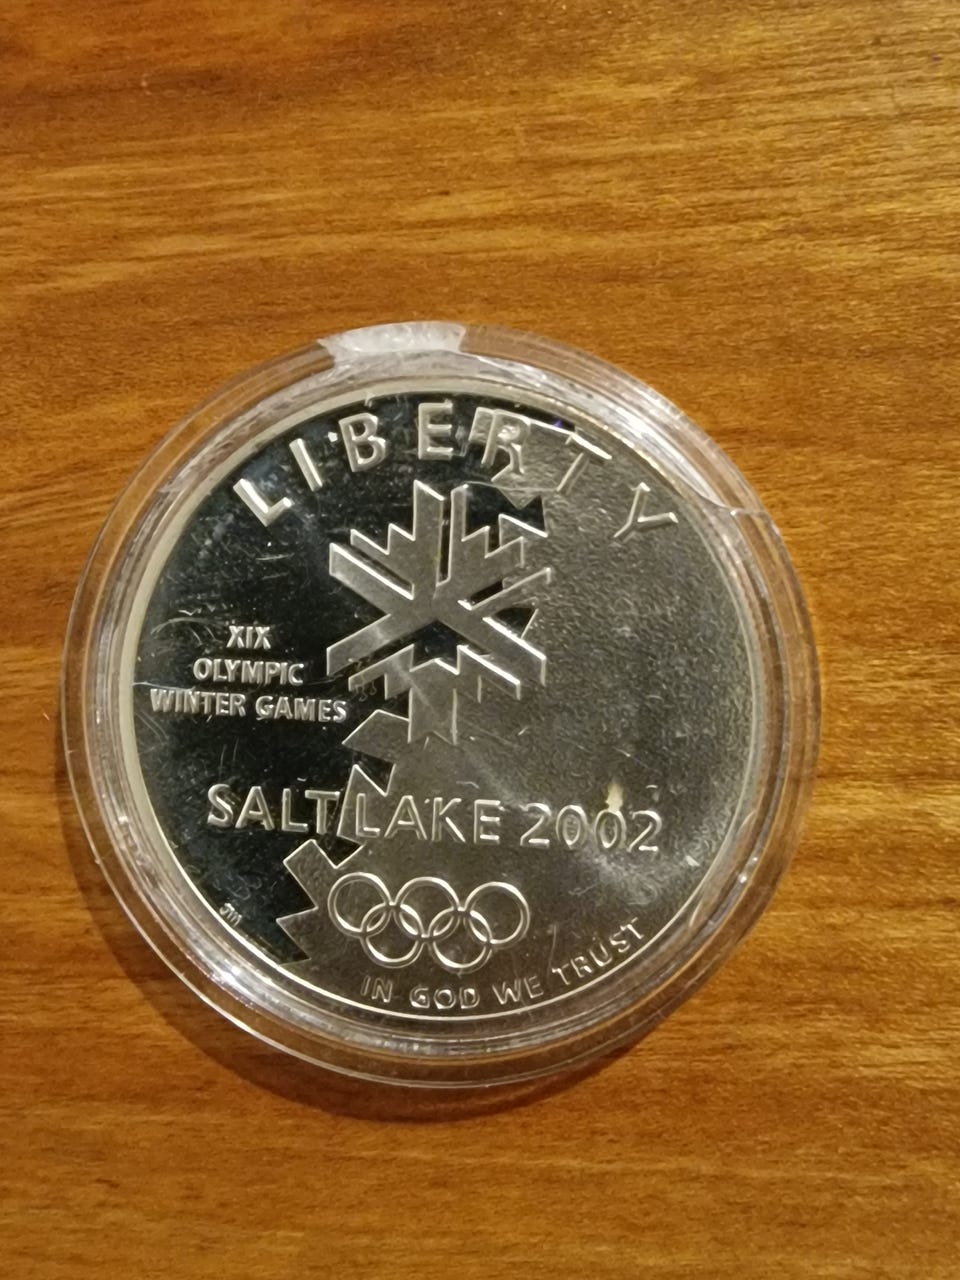 LIBERTY
XIX
OLYMPIC
WINTER GAMES
SALT LAKE 2002
IN GOD WE TRUST